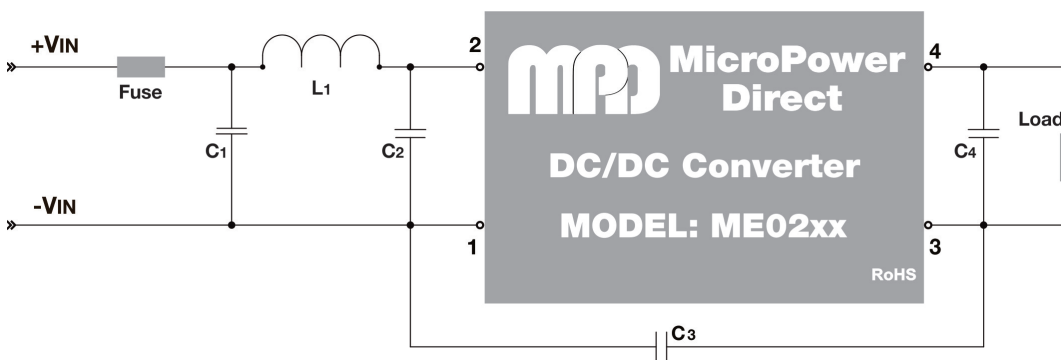 +VIN
Fuse
L1
C1
C2
-VIN
2
1
MPD
MicroPower
Direct
DC/DC Converter
MODEL: ME02xx
RoHS
4
3
C4
Load
C3